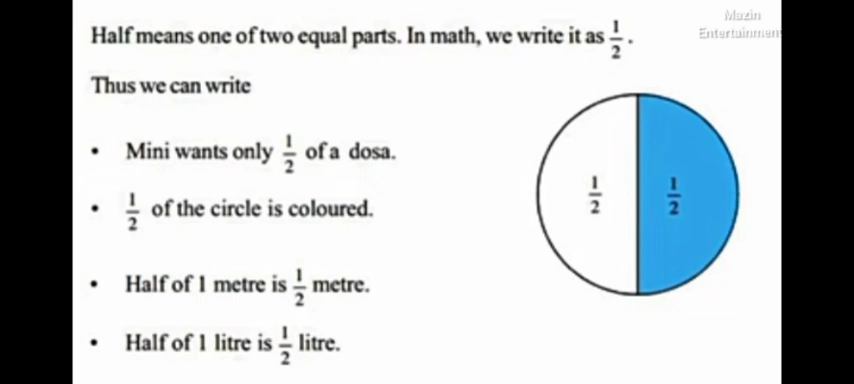 Mazin
Entertainment
Half means one of two equal parts. In math, we write it as 1/2.
Thus we can write
• Mini wants only 1/2 of a dosa.
• 1/2 of the circle is coloured.
• Half of 1 metre is 1/2 metre.
• Half of 1 litre is 1/2 litre.
1/2 1/2